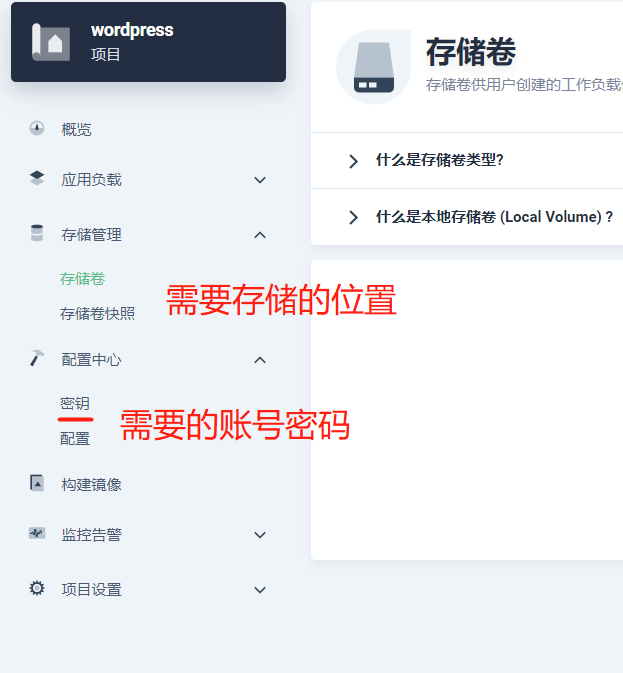 wordpress
项目
概览
应用负载
存储管理
存储卷
存储卷快照
配置中心
密钥
配置
构建镜像
监控告警
项目设置
存储卷
存储卷供用户创建的工作负载
什么是存储卷类型?
什么是本地存储卷 (Local Volume) ?
需要存储的位置
需要的账号密码